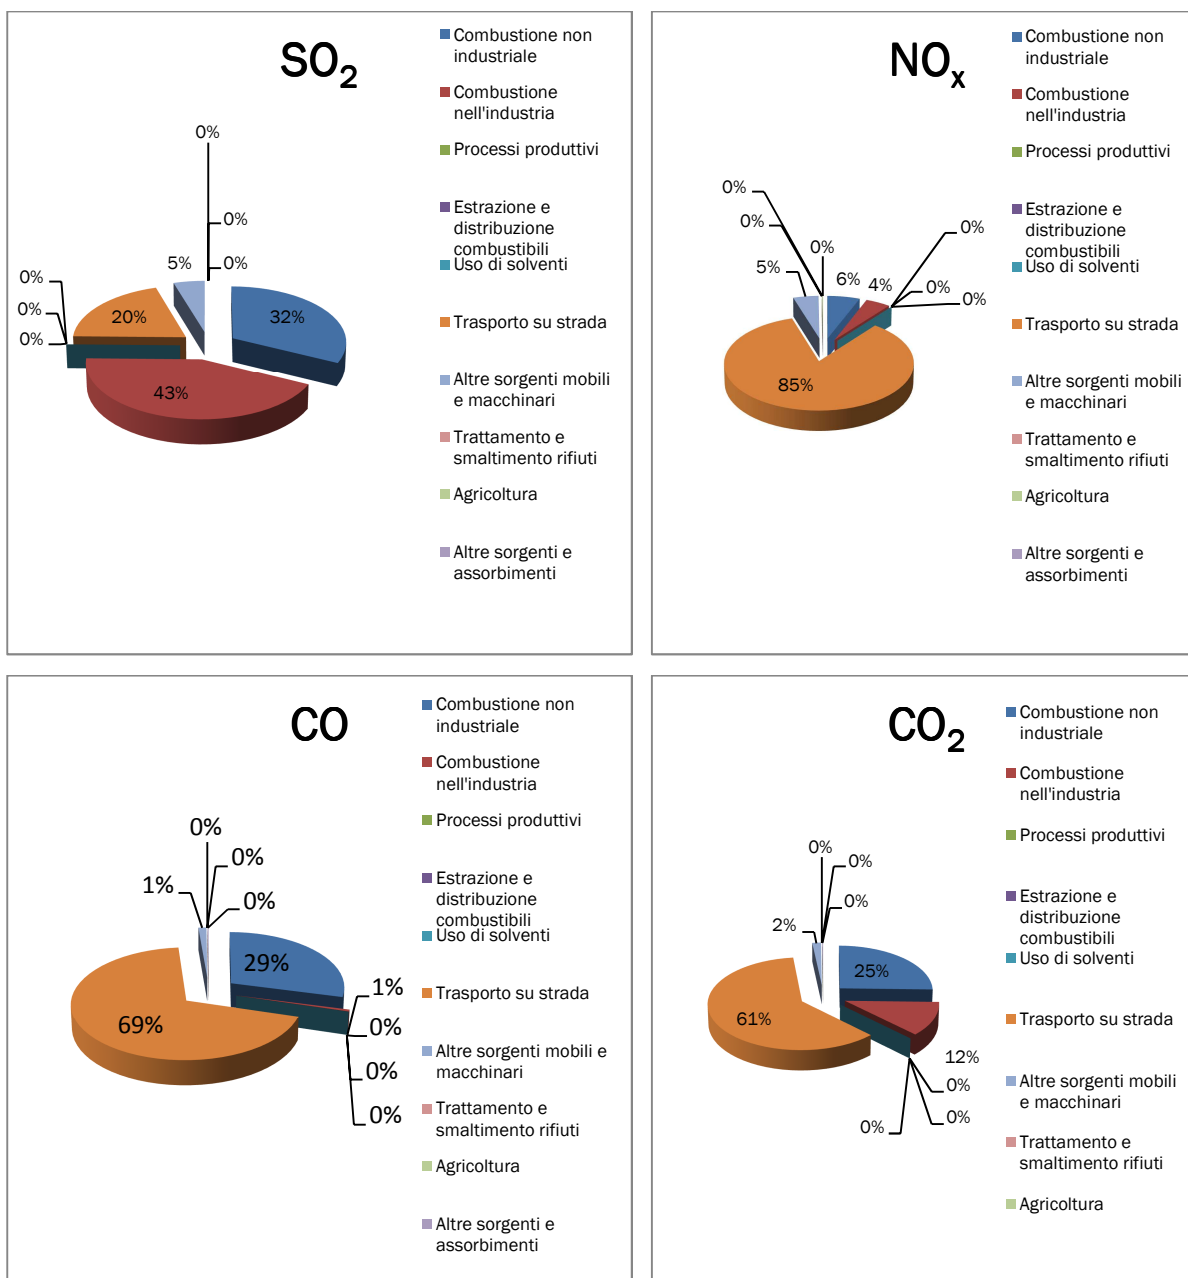 SO2
Combustione non
industriale
Combustione
nell'industria
Processi produttivi
Estrazione e
distribuzione
combustibili
Uso di solventi
Trasporto su strada
Altre sorgenti mobili
e macchinari
Trattamento e
smaltimento rifiuti
Agricoltura
Altre sorgenti e
assorbimenti
0%
0%
0%
5%
0%
0%
0%
20%
32%
43%
NOx
Combustione non
industriale
Combustione
nell'industria
Processi produttivi
Estrazione e
distribuzione
combustibili
Uso di solventi
Trasporto su strada
Altre sorgenti mobili
e macchinari
Trattamento e
smaltimento rifiuti
Agricoltura
Altre sorgenti e
assorbimenti
0%
0%
0%
0%
5%
6%
4%
0%
0%
85%
CO
Combustione non
industriale
Combustione
nell'industria
Processi produttivi
Estrazione e
distribuzione
combustibili
Uso di solventi
Trasporto su strada
Altre sorgenti mobili e
macchinari
Trattamento e
smaltimento rifiuti
Agricoltura
Altre sorgenti e
assorbimenti
0%
0%
1%
0%
29%
1%
69%
0%
0%
0%
CO2
Combustione non
industriale
Combustione
nell'industria
Processi produttivi
Estrazione e
distribuzione
combustibili
Uso di solventi
Trasporto su strada
Altre sorgenti mobili
e macchinari
Trattamento e
smaltimento rifiuti
Agricoltura
0%
0%
0%
2%
25%
61%
12%
0%
0%
0%